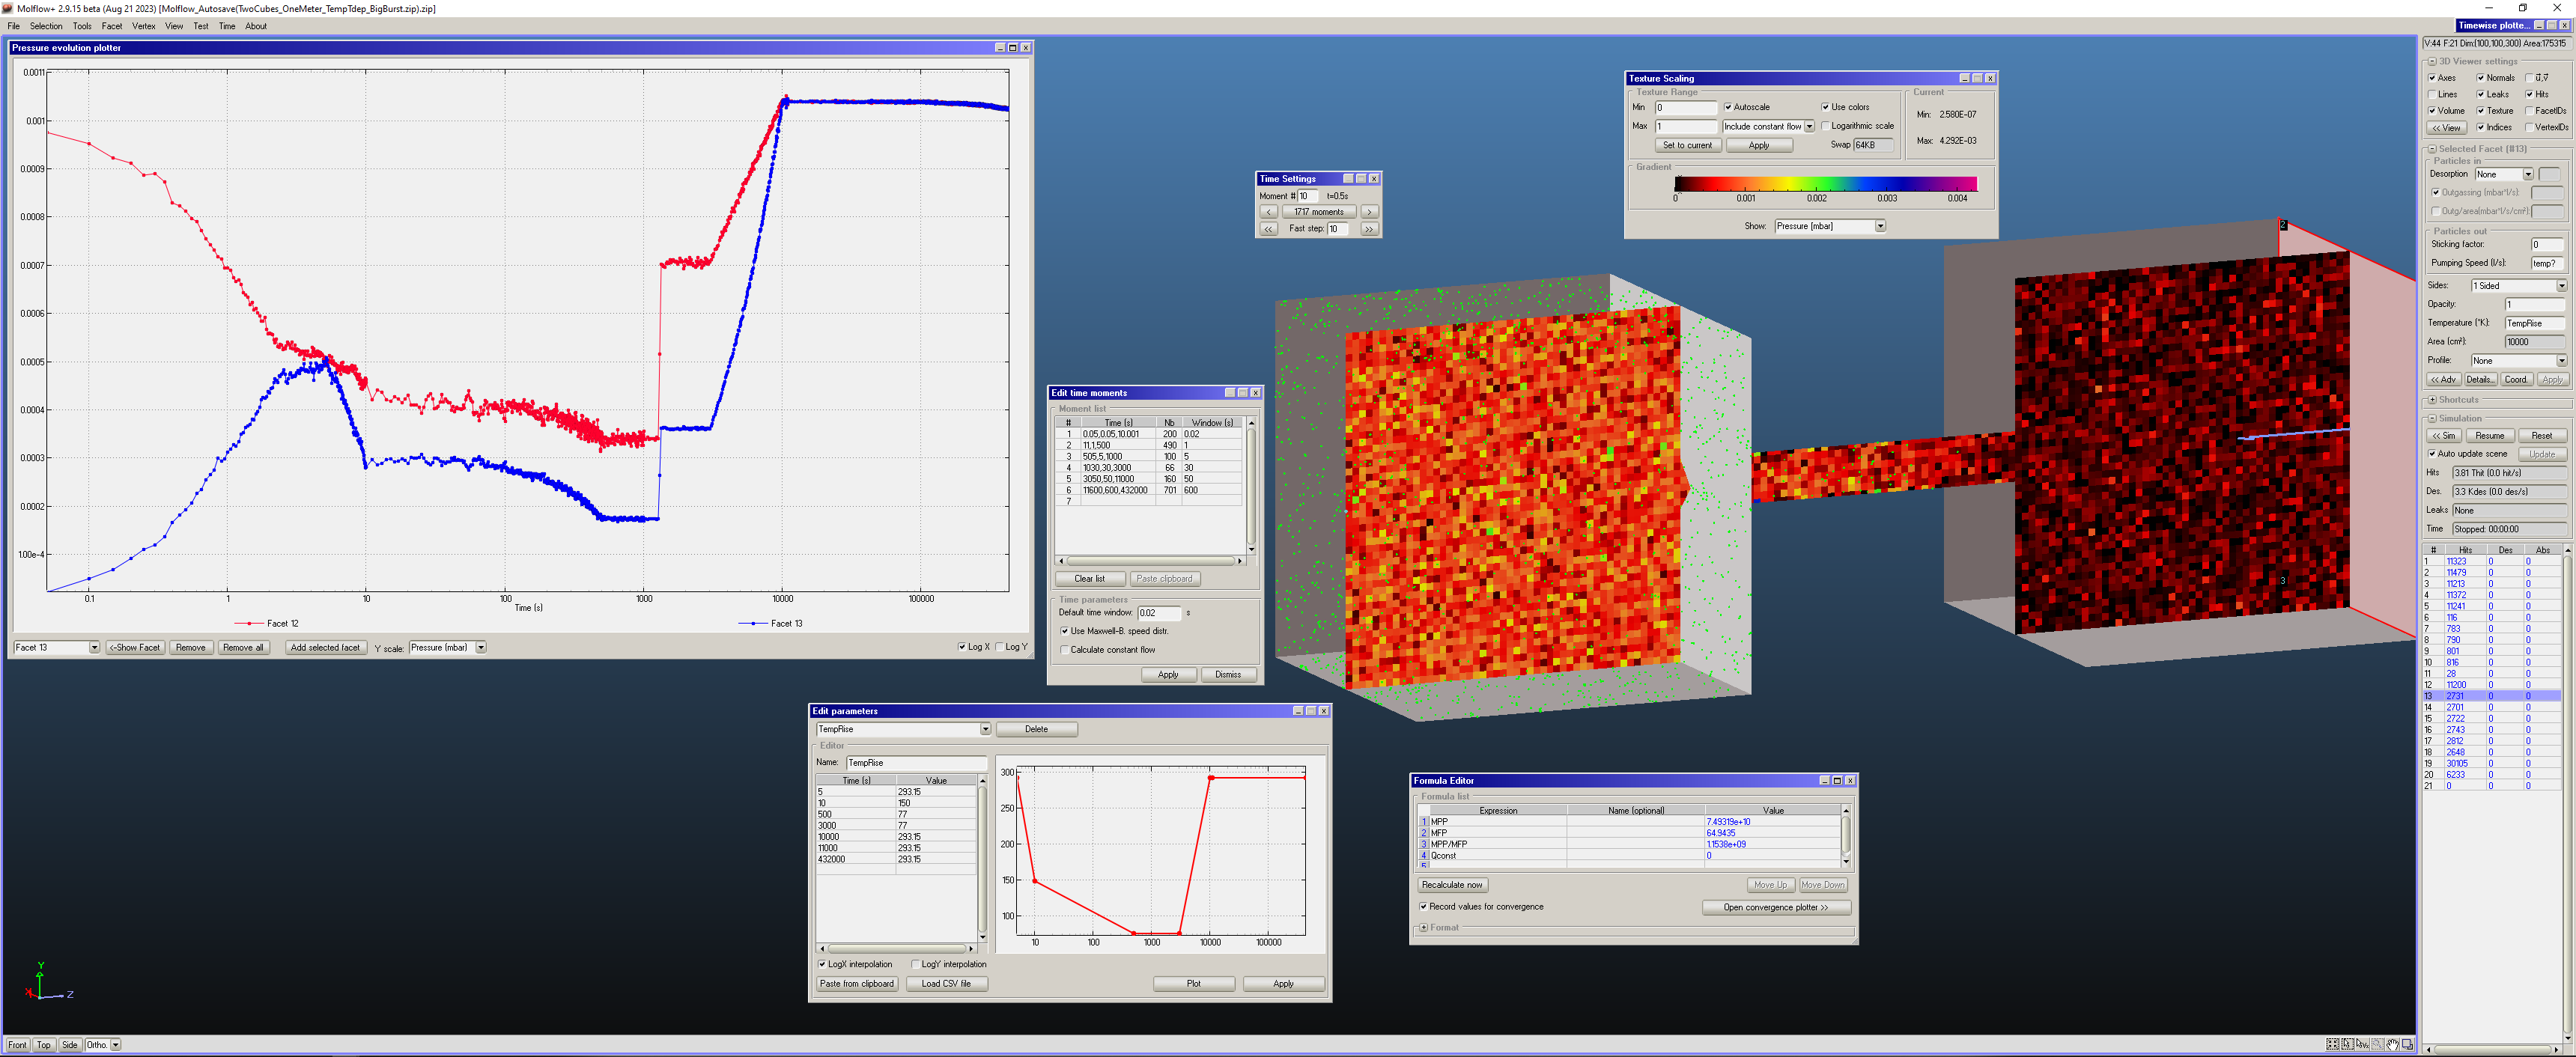 Molflow+ 2.9.15 beta (Aug 21 2023) [Molflow_Autosave(TwoCubes_OneMeter_TempTdep_BigBurst.zip).zip]
File Selection Tools Facet Vertex View Test Time About
Timewise plotte...
Pressure evolution plotter
0.0011
0.001
0.0009
0.0008
0.0007
0.0006
0.0005
0.0004
0.0003
0.0002
1.00e-4
0.1 1 10 100 1000 10000 100000
Time (s)
Facet 12 Facet 13
Facet 13 <-Show Facet Remove Remove all Add selected facet Y scale: Pressure (mbar) Log X Log Y
Time Settings
Moment # 10 t=0.5s
< 1717 moments >
<< Fast step: 10 >>
Texture Scaling
Texture Range Current
Min 0 Autoscale Use colors
Min: 2.580E-07
Max 1 Include constant flow Logarithmic scale
Max: 4.292E-03
Set to current Apply Swap 64KB
Gradient
0 0.001 0.002 0.003 0.004
Show: Pressure [mbar]
Edit time moments
Moment list
# Time (s) Nb Window (s)
1 0.05,0.05,10.001 200 0.02
2 11,1,500 490 1
3 505,5,1000 100 5
4 1030,30,3000 66 30
5 3050,50,11000 160 50
6 11600,600,432000 701 600
7
Clear list Paste clipboard
Time parameters
Default time window: 0.02 s
Use Maxwell-B. speed distr.
Calculate constant flow
Apply Dismiss
Edit parameters
TempRise Delete
Editor
Name: TempRise
Time (s) Value
5 293.15
10 150
500 77
3000 77
10000 293.15
11000 293.15
432000 293.15
300
250
200
150
100
10 100 1000 10000 100000
LogX interpolation LogY interpolation
Paste from clipboard Load CSV file Plot Apply
Formula Editor
Formula list
Expression Name (optional) Value
1 MPP 7.49319e+10
2 MFP 64.9435
3 MPP/MFP 1.1538e+09
4 Qconst 0
5
Recalculate now Move Up Move Down
Record values for convergence Open convergence plotter >>
Format
2
3
Y
X
Z
Front Top Side Ortho.
V:44 F:21 Dim:(100,100,300) Area:175315
3D Viewer settings
Axes Normals ū,v̄
Lines Leaks Hits
Volume Texture FacetIDs
<< View Indices VertexIDs
Selected Facet (#13)
Particles in
Desorption None
Outgassing (mbar*l/s):
Outg/area(mbar*l/s/cm²):
Particles out
Sticking factor: 0
Pumping Speed (l/s): temp?
Sides: 1 Sided
Opacity: 1
Temperature (°K): TempRise
Area (cm²): 10000
Profile: None
<< Adv Details.. Coord. Apply
Shortcuts
Simulation
<< Sim Resume Reset
Auto update scene Update
Hits 3.81 Thit (0.0 hit/s)
Des. 3.3 Kdes (0.0 des/s)
Leaks None
Time Stopped: 00:00:00
# Hits Des Abs
1 11323 0 0
2 11479 0 0
3 11213 0 0
4 11372 0 0
5 11241 0 0
6 116 0 0
7 783 0 0
8 790 0 0
9 801 0 0
10 816 0 0
11 28 0 0
12 11200 0 0
13 2731 0 0
14 2701 0 0
15 2722 0 0
16 2743 0 0
17 2812 0 0
18 2648 0 0
19 30105 0 0
20 6233 0 0
21 0 0 0